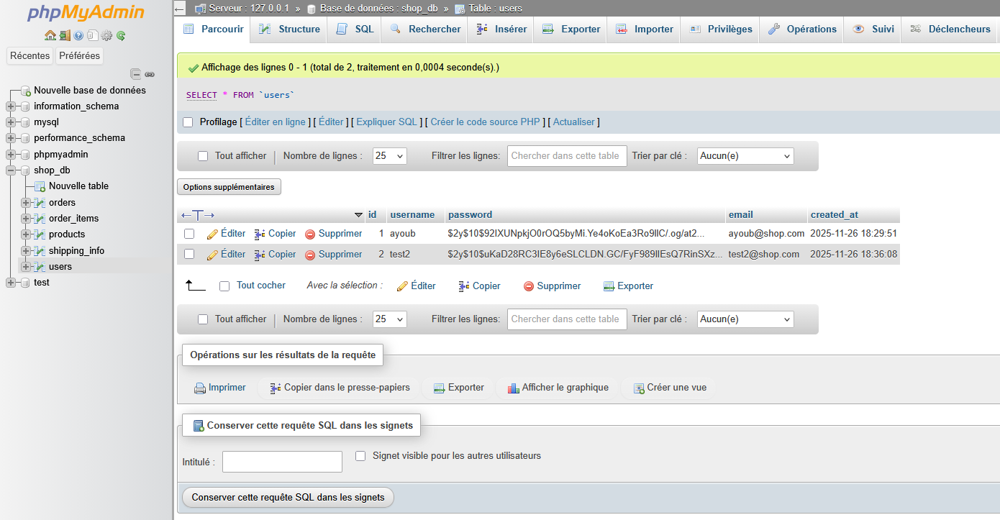 phpMyAdmin
Récentes Préférées
Nouvelle base de données
information_schema
mysql
performance_schema
phpmyadmin
shop_db
Nouvelle table
orders
order_items
products
shipping_info
users
test
Serveur : 127.0.0.1 » Base de données : shop_db » Table : users
Parcourir Structure SQL Rechercher Insérer Exporter Importer Privilèges Opérations Suivi Déclencheurs
Affichage des lignes 0 - 1 (total de 2, traitement en 0,0004 seconde(s).)
SELECT * FROM `users`
Profilage [ Éditer en ligne ] [ Éditer ] [ Expliquer SQL ] [ Créer le code source PHP ] [ Actualiser ]
Tout afficher Nombre de lignes : 25 Filtrer les lignes: Chercher dans cette table Trier par clé : Aucun(e)
Options supplémentaires
←T→ id username password email created_at
Éditer Copier Supprimer 1 ayoub $2y$10$92IXUNpkjO0rOQ5byMi.Ye4oKoEa3Ro9llC/.og/at2... ayoub@shop.com 2025-11-26 18:29:51
Éditer Copier Supprimer 2 test2 $2y$10$uKaD28RC3IE8y6eSLCLDN.GC/FyF989IlEsQ7RinSXz... test2@shop.com 2025-11-26 18:36:08
Tout cocher Avec la sélection : Éditer Copier Supprimer Exporter
Tout afficher Nombre de lignes : 25 Filtrer les lignes: Chercher dans cette table Trier par clé : Aucun(e)
Opérations sur les résultats de la requête
Imprimer Copier dans le presse-papiers Exporter Afficher le graphique Créer une vue
Conserver cette requête SQL dans les signets
Intitulé : Signet visible pour les autres utilisateurs
Conserver cette requête SQL dans les signets